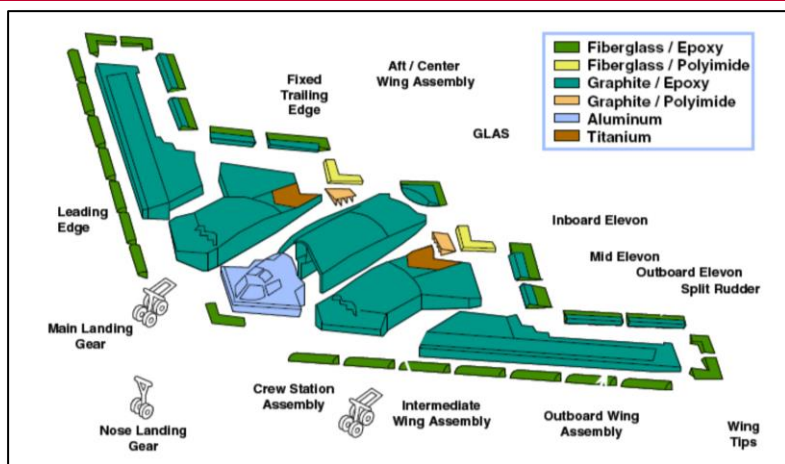 Fiberglass / Epoxy
Fiberglass / Polyimide
Graphite / Epoxy
Graphite / Polyimide
Aluminum
Titanium
Aft / Center
Wing Assembly
Fixed
Trailing
Edge
GLAS
Leading
Edge
Inboard Elevon
Mid Elevon
Outboard Elevon
Split Rudder
Main Landing
Gear
Crew Station
Assembly
Intermediate
Wing Assembly
Outboard Wing
Assembly
Nose Landing
Gear
Wing
Tips